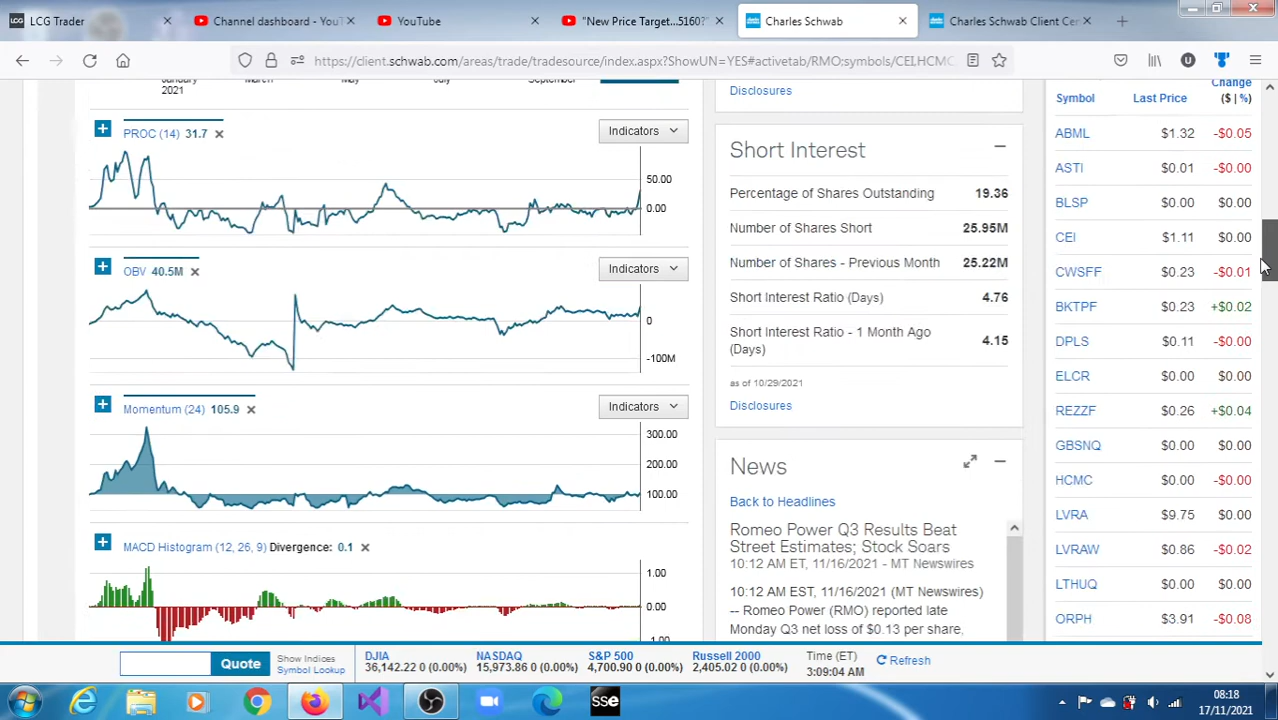 LCG Trader
Channel dashboard - YouT
YouTube
"New Price Target...5160?"
Charles Schwab
Charles Schwab Client Cen
https://client.schwab.com/areas/trade/tradesource/index.aspx?ShowUN=YES#activetab/RMO;symbols/CEI,HCMC,
January
2021
March
May
July
September
PROC (14) 31.7
Indicators
50.00
0.00
OBV 40.5M
Indicators
0
-100M
Momentum (24) 105.9
Indicators
300.00
200.00
100.00
MACD Histogram (12, 26, 9) Divergence: 0.1
1.00
0.00
-1.00
Disclosures
Short Interest
Percentage of Shares Outstanding 19.36
Number of Shares Short 25.95M
Number of Shares - Previous Month 25.22M
Short Interest Ratio (Days) 4.76
Short Interest Ratio - 1 Month Ago
(Days) 4.15
as of 10/29/2021
Disclosures
News
Back to Headlines
Romeo Power Q3 Results Beat
Street Estimates; Stock Soars
10:12 AM ET, 11/16/2021 - MT Newswires
10:12 AM EST, 11/16/2021 (MT Newswires)
-- Romeo Power (RMO) reported late
Monday Q3 net loss of $0.13 per share,
Symbol Last Price Change
($ | %)
ABML $1.32 -$0.05
ASTI $0.01 -$0.00
BLSP $0.00 $0.00
CEI $1.11 $0.00
CWSFF $0.23 -$0.01
BKTPF $0.23 +$0.02
DPLS $0.11 -$0.00
ELCR $0.00 $0.00
REZZF $0.26 +$0.04
GBSNQ $0.00 $0.00
HCMC $0.00 -$0.00
LVRA $9.75 $0.00
LVRAW $0.86 -$0.02
LTHUQ $0.00 $0.00
ORPH $3.91 -$0.08
Quote
Show Indices
Symbol Lookup
DJIA
36,142.22 0 (0.00%)
NASDAQ
15,973.86 0 (0.00%)
S&P 500
4,700.90 0 (0.00%)
Russell 2000
2,405.02 0 (0.00%)
Time (ET)
3:09:04 AM
Refresh
SSE
08:18
17/11/2021